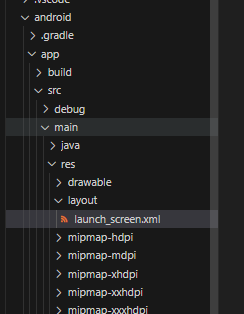 .vscode
android
.gradle
app
build
src
debug
main
java
res
drawable
layout
launch_screen.xml
mipmap-hdpi
mipmap-mdpi
mipmap-xhdpi
mipmap-xxhdpi
mipmap-xxxhdpi